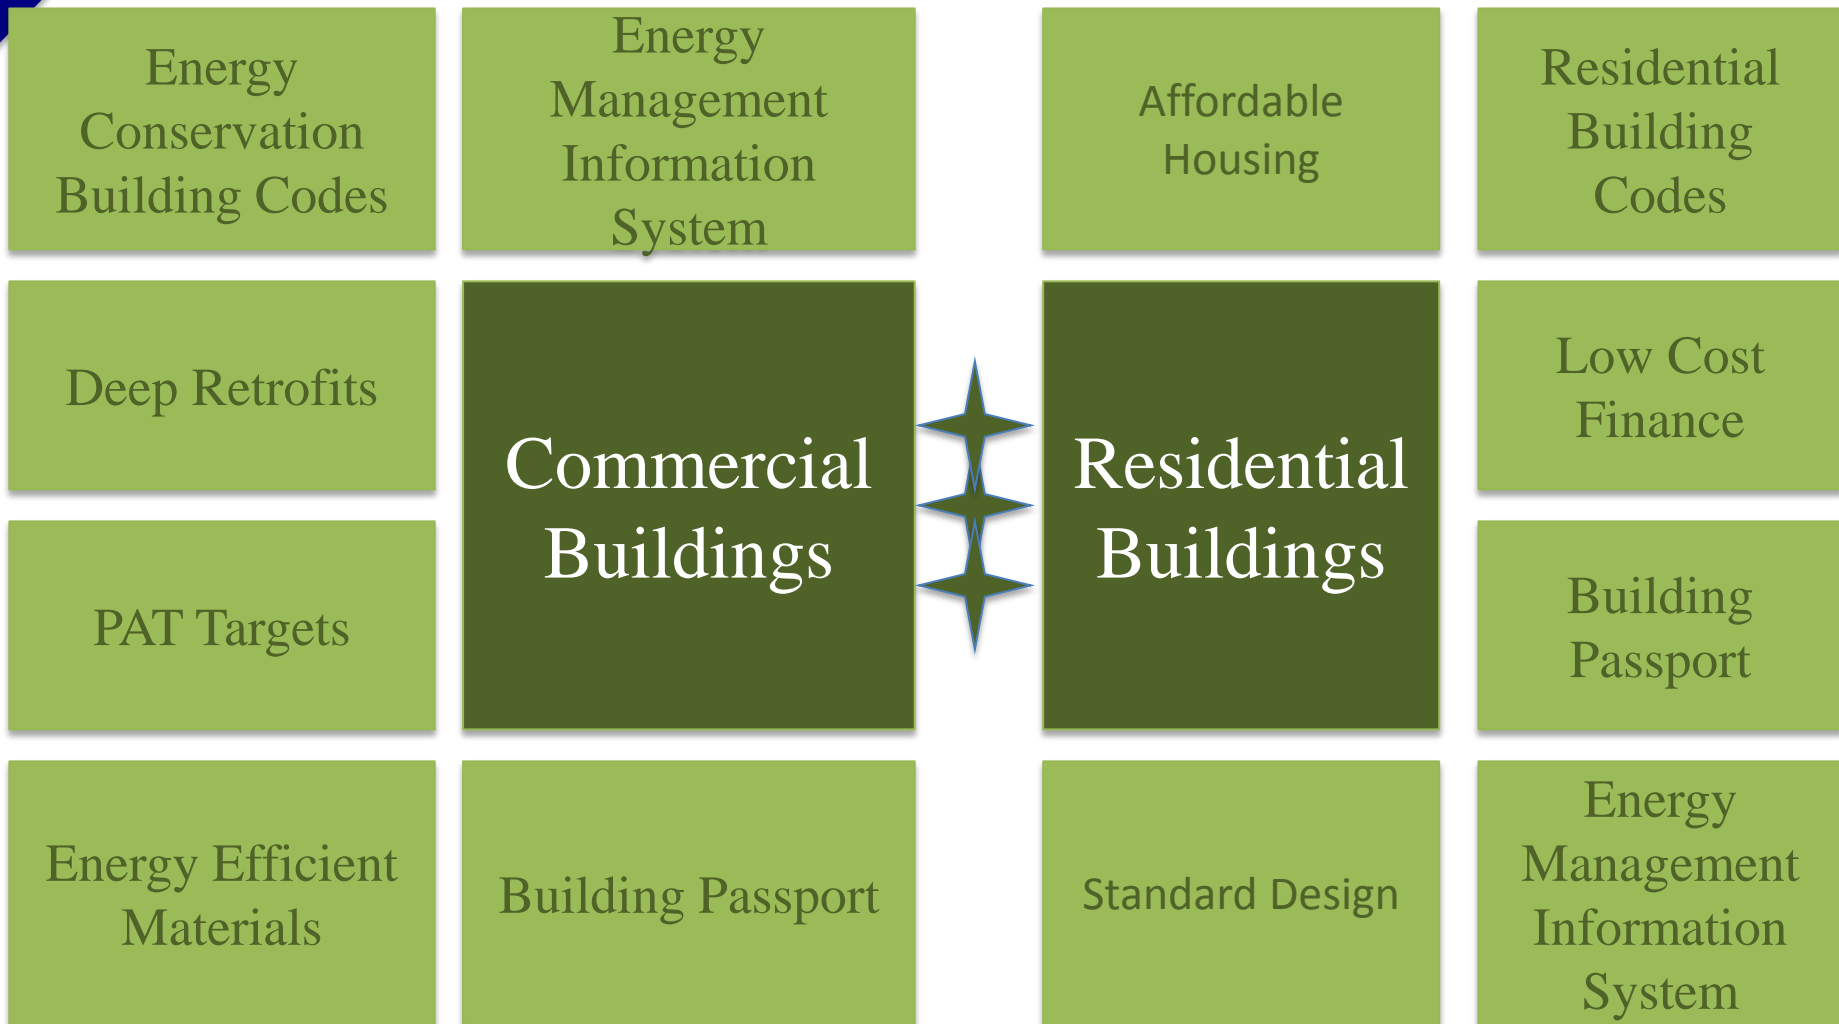 Energy
Conservation
Building Codes
Energy
Management
Information
System
Affordable
Housing
Residential
Building
Codes
Deep Retrofits
Commercial
Buildings
Residential
Buildings
Low Cost
Finance
PAT Targets
Building
Passport
Energy Efficient
Materials
Building Passport
Standard Design
Energy
Management
Information
System